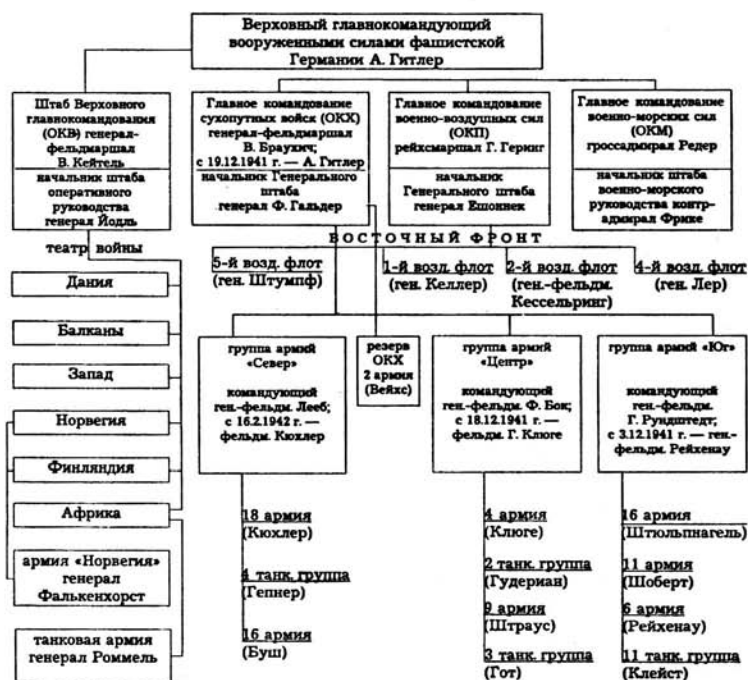 Верховный главнокомандующий
вооруженными силами фашистской
Германии А. Гитлер
Штаб Верховного
главнокомандования
(ОКВ) генерал-
фельдмаршал
В. Кейтель
начальник штаба
оперативного
руководства
генерал Йодль
Главное командование
сухопутных войск (ОКХ)
генерал-фельдмаршал
В. Браухич;
с 19.12.1941 г. — А. Гитлер
начальник Генерального
штаба
генерал Ф. Гальдер
Главное командование
военно-воздушных сил
(ОКП)
рейхсмаршал Г. Геринг
начальник
Генерального штаба
генерал Ешоннек
Главное командование
военно-морских сил
(ОКМ)
гроссадмирал Редер
начальник штаба
военно-морского
руководства контр-
адмирал Фрике
театр войны
ВОСТОЧНЫЙ ФРОНТ
5-й возд. флот
(ген. Штумпф)
1-й возд. флот
(ген. Келлер)
2-й возд. флот
(ген.-фельдм.
Кессельринг)
4-й возд. флот
(ген. Лер)
Дания
Балканы
Запад
Норвегия
Финляндия
Африка
армия «Норвегия»
генерал
Фалькенхорст
танковая армия
генерал Роммель
группа армий
«Север»
командующий
ген.-фельдм. Лееб;
с 16.2.1942 г. —
фельдм. Кюхлер
резерв
ОКХ
2 армия
(Вейхс)
группа армий
«Центр»
командующий
ген.-фельдм. Ф. Бок;
с 18.12.1941 г. —
фельдм. Г. Клюге
группа армий «Юг»
командующий
ген.-фельдм.
Г. Рундштедт;
с 3.12.1941 г. — ген.-
фельдм. Рейхенау
18 армия
(Кюхлер)
4 танк. группа
(Гепнер)
16 армия
(Буш)
4 армия
(Клюге)
2 танк. группа
(Гудериан)
9 армия
(Штраус)
3 танк. группа
(Гот)
16 армия
(Штюльпнагель)
11 армия
(Шоберт)
6 армия
(Рейхенау)
11 танк. группа
(Клейст)